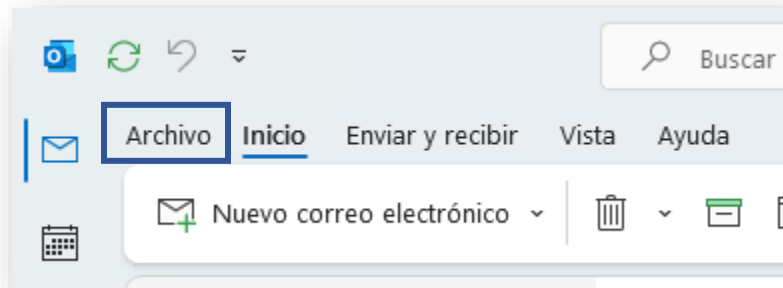 Buscar
Archivo Inicio Enviar y recibir Vista Ayuda
Nuevo correo electrónico